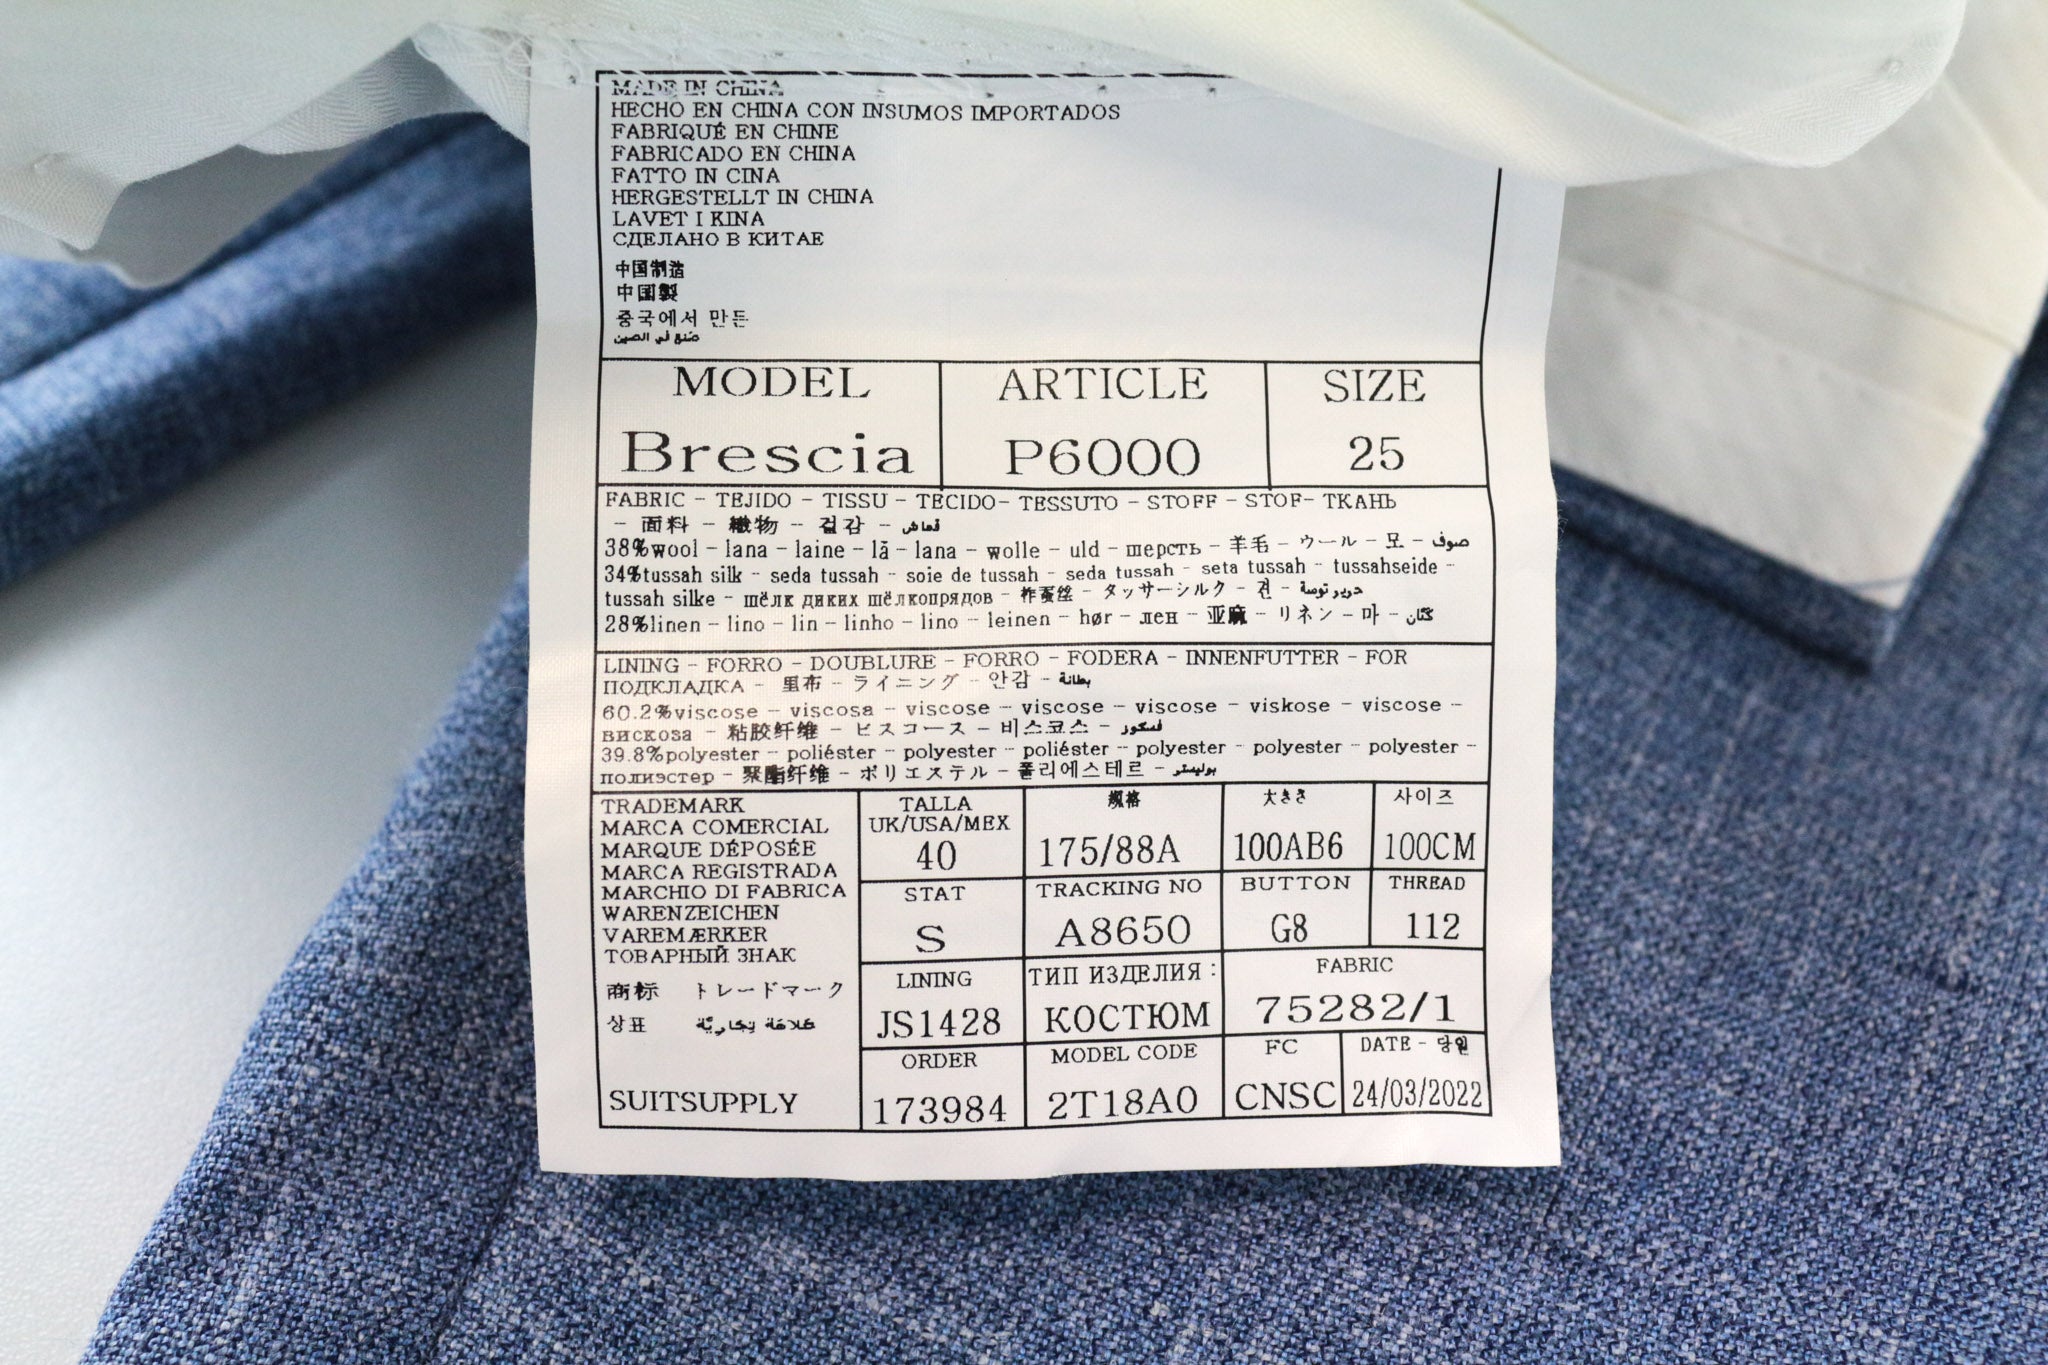 MADE IN CHINA
HECHO EN CHINA CON INSUMOS IMPORTADOS
FABRIQUÉ EN CHINE
FABRICADO EN CHINA
FATTO IN CINA
HERGESTELLT IN CHINA
LAVET I KINA
СДЕЛАНО В КИТАЕ
中国制造
中国製
중국에서 만든
صنع في الصين
MODEL ARTICLE SIZE
Brescia P6000 25
FABRIC - TEJIDO - TISSU - TECIDO- TESSUTO - STOFF - STOF- ТКАНЬ
- 面料 - 織物 - 겉감 - قماش
38%wool - lana - laine - lã - lana - wolle - uld - шерсть - 羊毛 - ウール - 모 - صوف
34%tussah silk - seda tussah - soie de tussah - seda tussah - seta tussah - tussahseide -
tussah silke - шёлк диких шёлкопрядов - 柞蚕丝 - タッサーシルク - 견 - حرير توسة
28%linen - lino - lin - linho - lino - leinen - hør - лен - 亚麻 - リネン - 마 - كتان
LINING - FORRO - DOUBLURE - FORRO - FODERA - INNENFUTTER - FOR
ПОДКЛАДКА - 里布 - ライニング - 안감 - بطانة
60.2%viscose - viscosa - viscose - viscose - viscose - viskose - viscose -
вискоза - 粘胶纤维 - ビスコース - 비스코스 - فسكور
39.8%polyester - poliéster - polyester - poliéster - polyester - polyester - polyester -
полиэстер - 聚酯纤维 - ポリエステル - 폴리에스테르 - بوليستر
TRADEMARK
MARCA COMERCIAL
MARQUE DÉPOSÉE
MARCA REGISTRADA
MARCHIO DI FABRICA
WARENZEICHEN
VAREMÆRKER
ТОВАРНЫЙ ЗНАК
商标 トレードマーク
상표 علامة تجارية
SUITSUPPLY
TALLA 规格 大きさ 사이즈
UK/USA/MEX
40 175/88A 100AB6 100CM
STAT TRACKING NO BUTTON THREAD
S A8650 G8 112
LINING ТИП ИЗДЕЛИЯ : FABRIC
JS1428 КОСТЮМ 75282/1
ORDER MODEL CODE FC DATE - 당일
173984 2T18A0 CNSC 24/03/2022